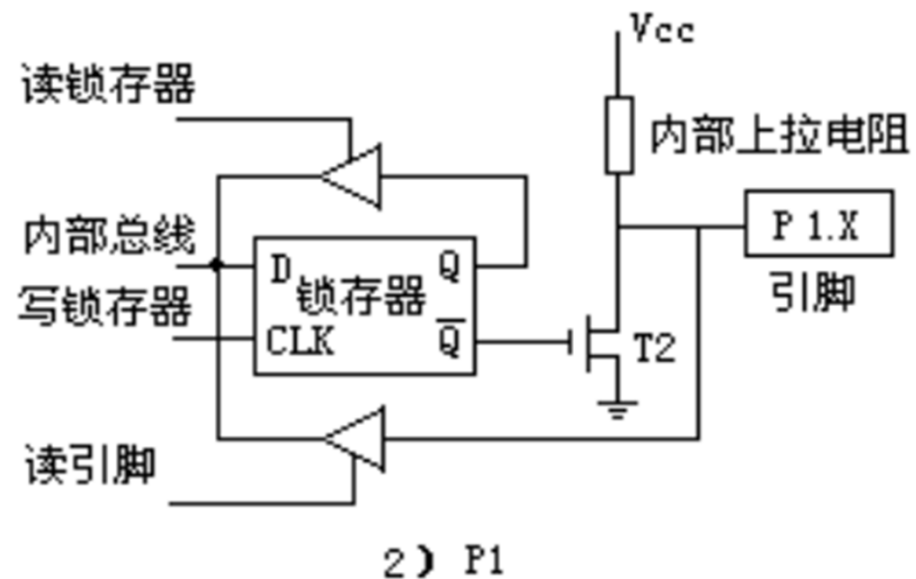 Vcc
读锁存器
内部上拉电阻
内部总线
D
Q
P 1.X
锁存器
引脚
写锁存器
CLK
Q̅
T2
读引脚
2) P1